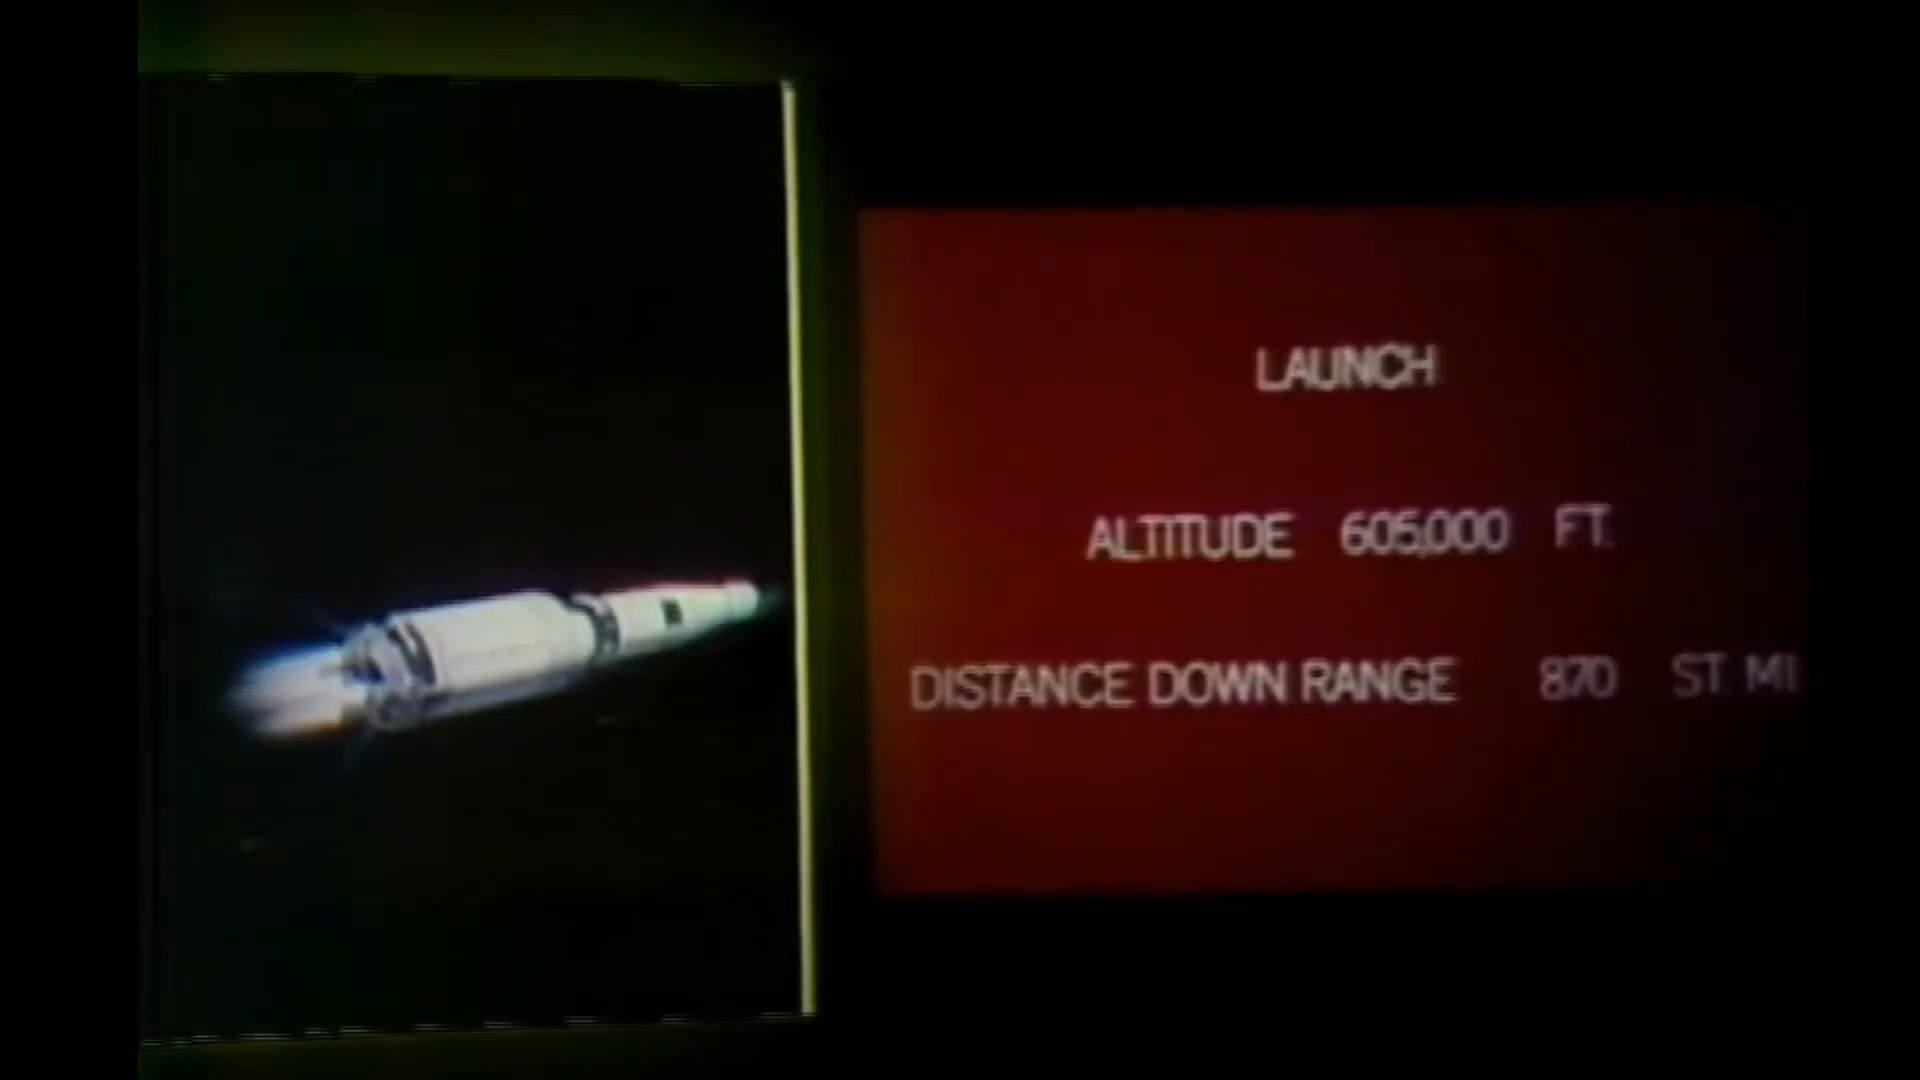 LAUNCH
ALTITUDE 605,000 FT.
DISTANCE DOWN RANGE 870 ST. MI.